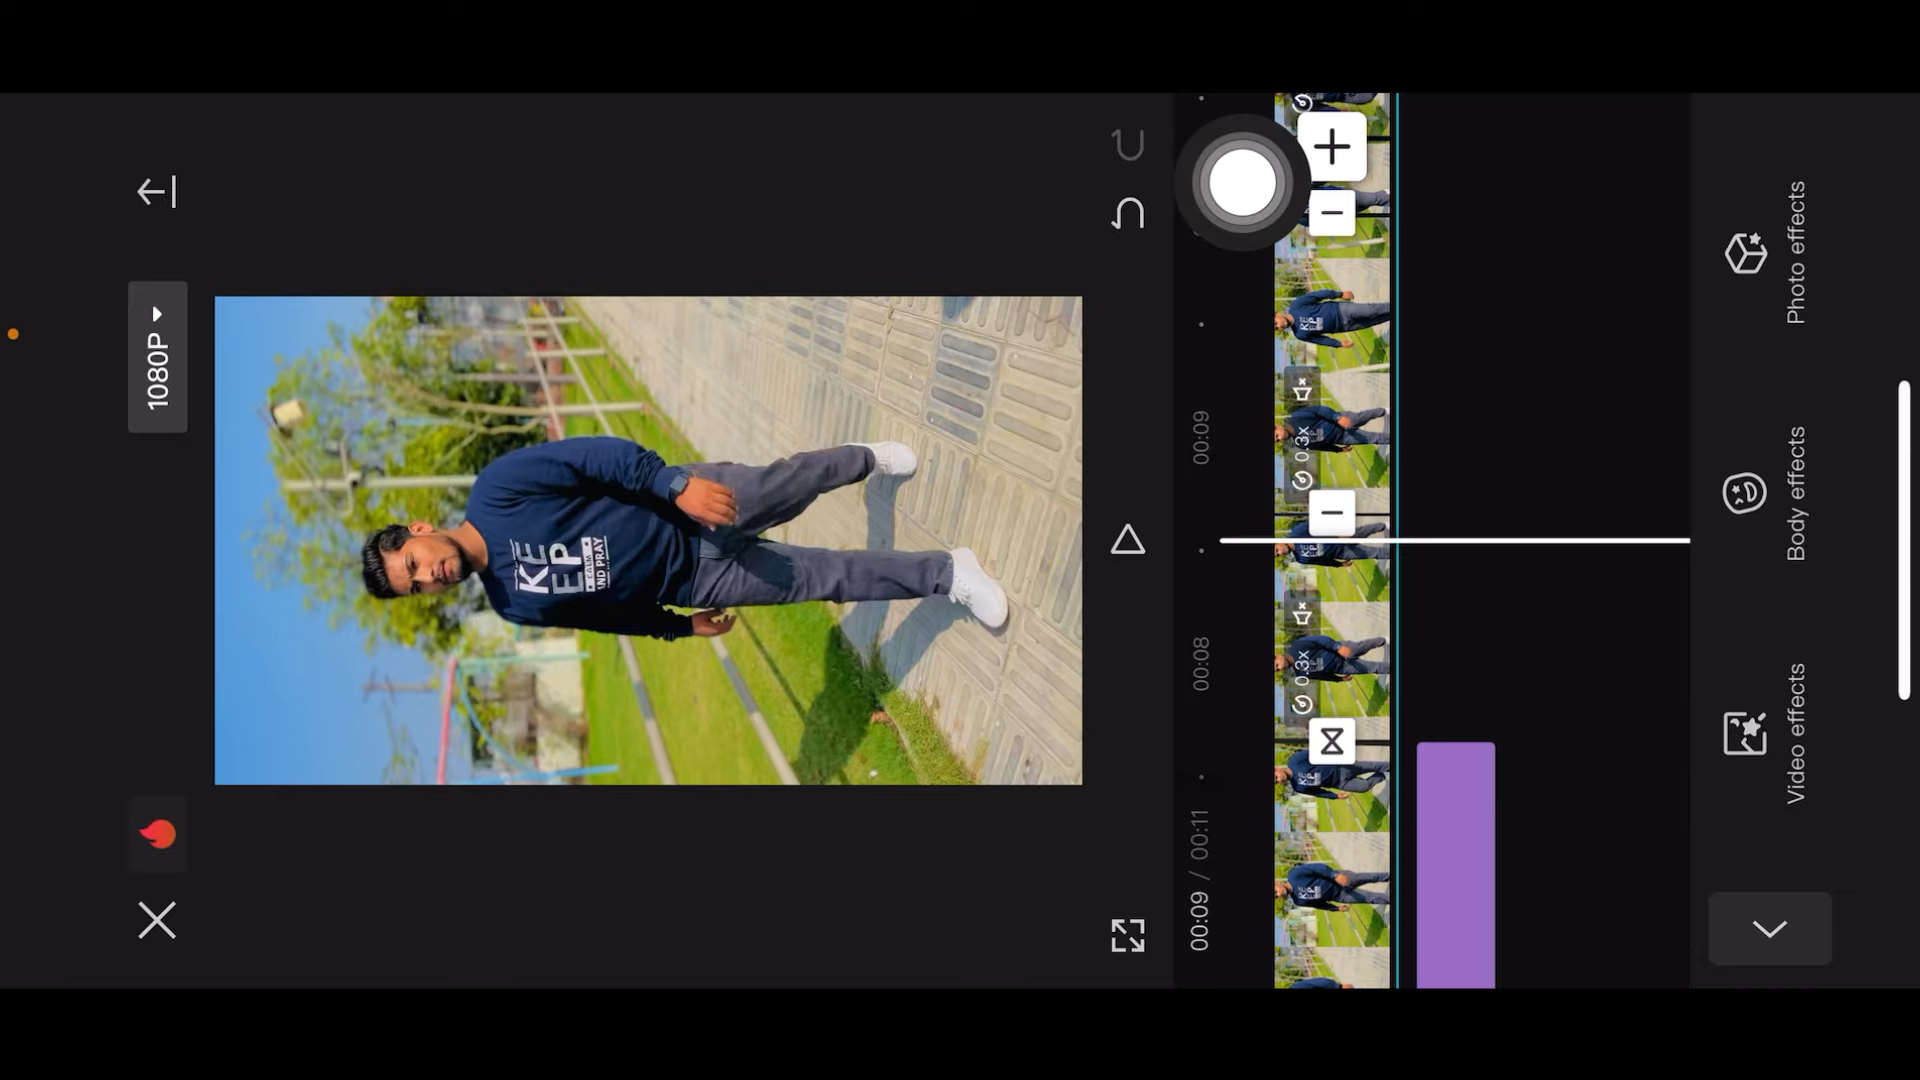 1080P
KE
EP
CALM
AND PRAY
00:09 / 00:11
00:08
00:09
0.3x
0.3x
Video effects
Body effects
Photo effects